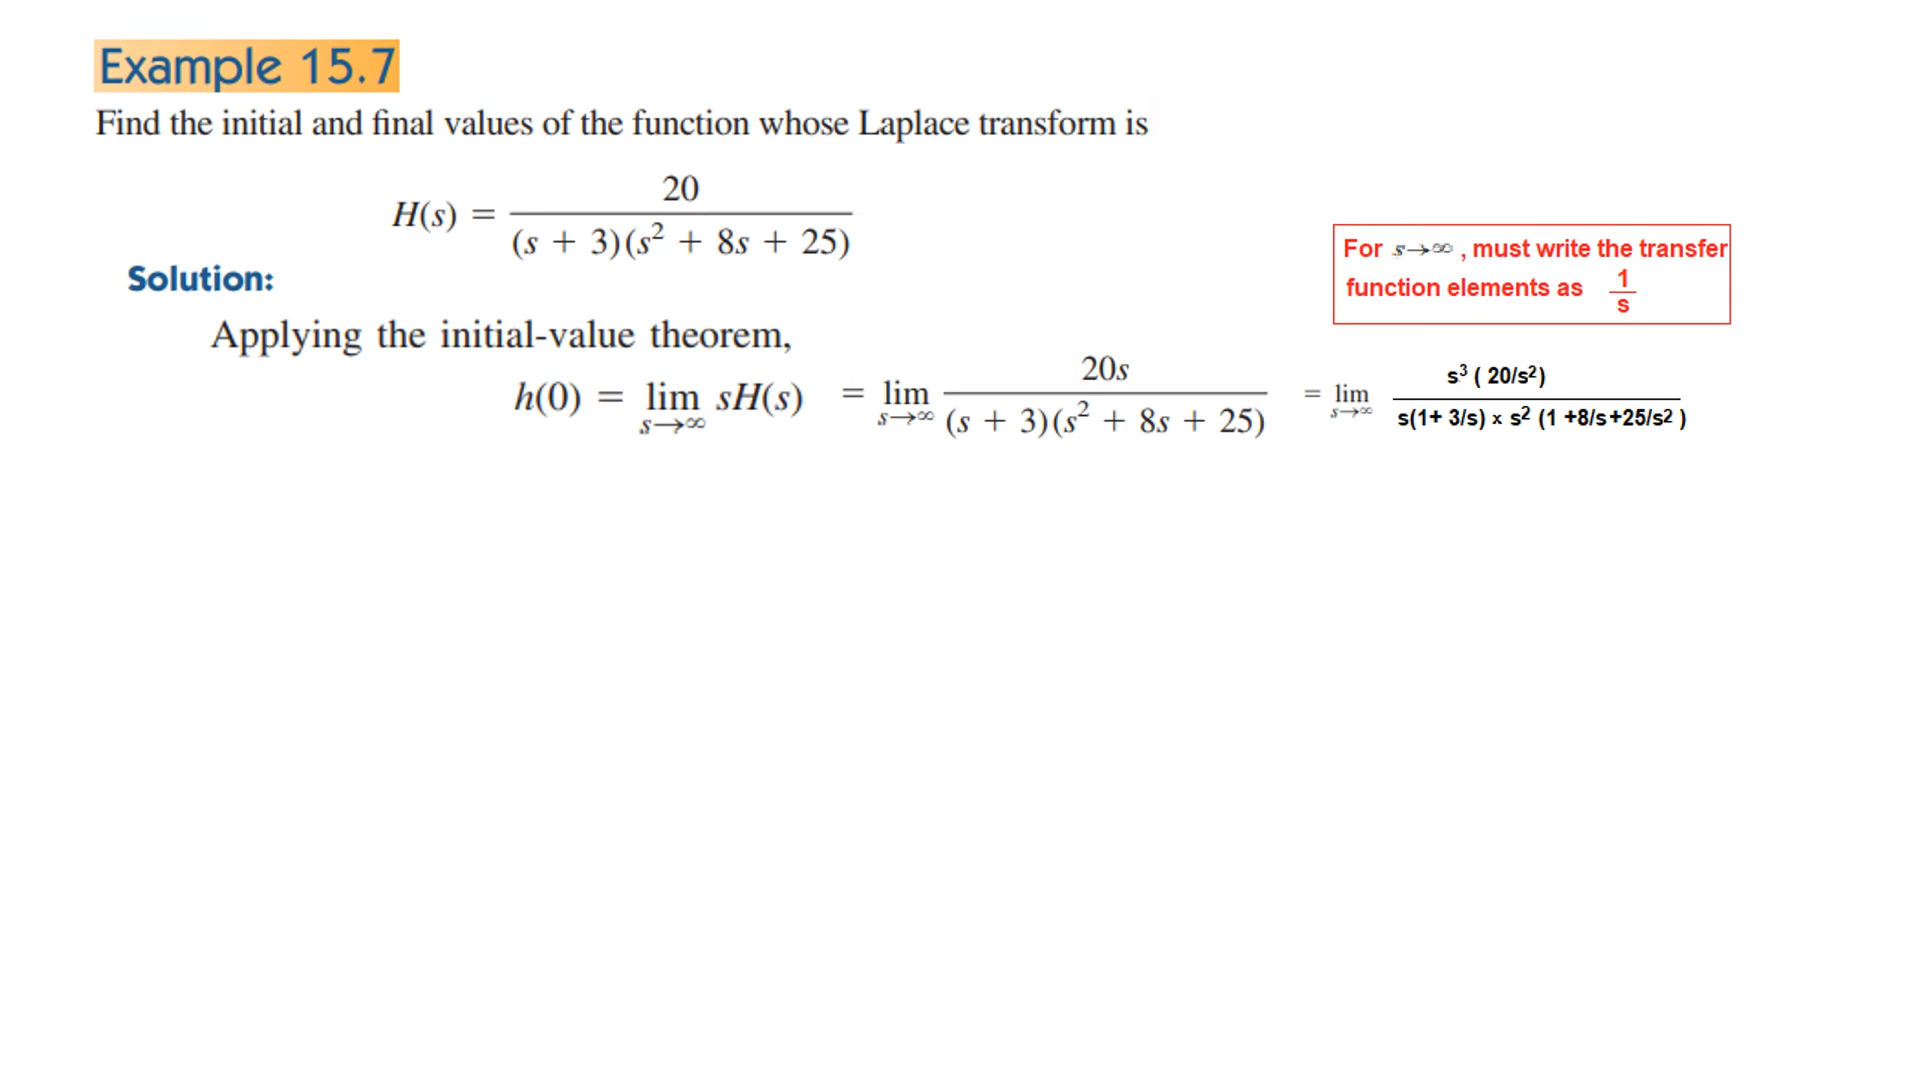 Example 15.7
Find the initial and final values of the function whose Laplace transform is
H(s) = 20 / (s + 3)(s² + 8s + 25)
Solution:
For s→∞ , must write the transfer
function elements as 1/s
Applying the initial-value theorem,
h(0) = lim s→∞ sH(s) = lim s→∞ 20s / (s + 3)(s² + 8s + 25) = lim s→∞ s³ ( 20/s²) / s(1+ 3/s) x s² (1 +8/s+25/s² )